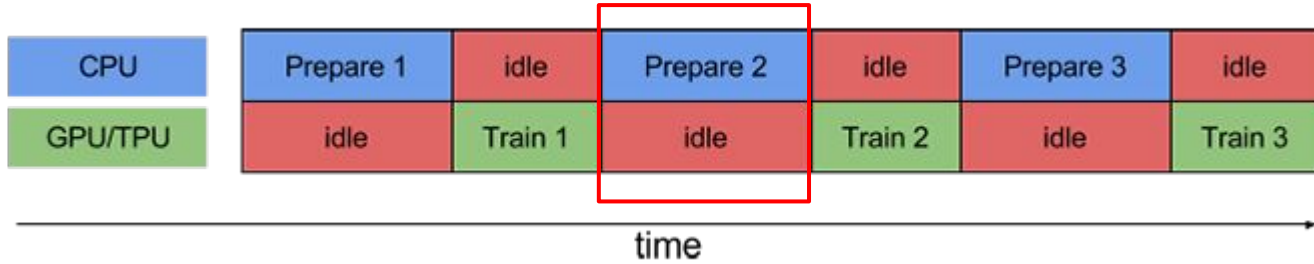 CPU Prepare 1 idle Prepare 2 idle Prepare 3 idle
GPU/TPU idle Train 1 idle Train 2 idle Train 3
time